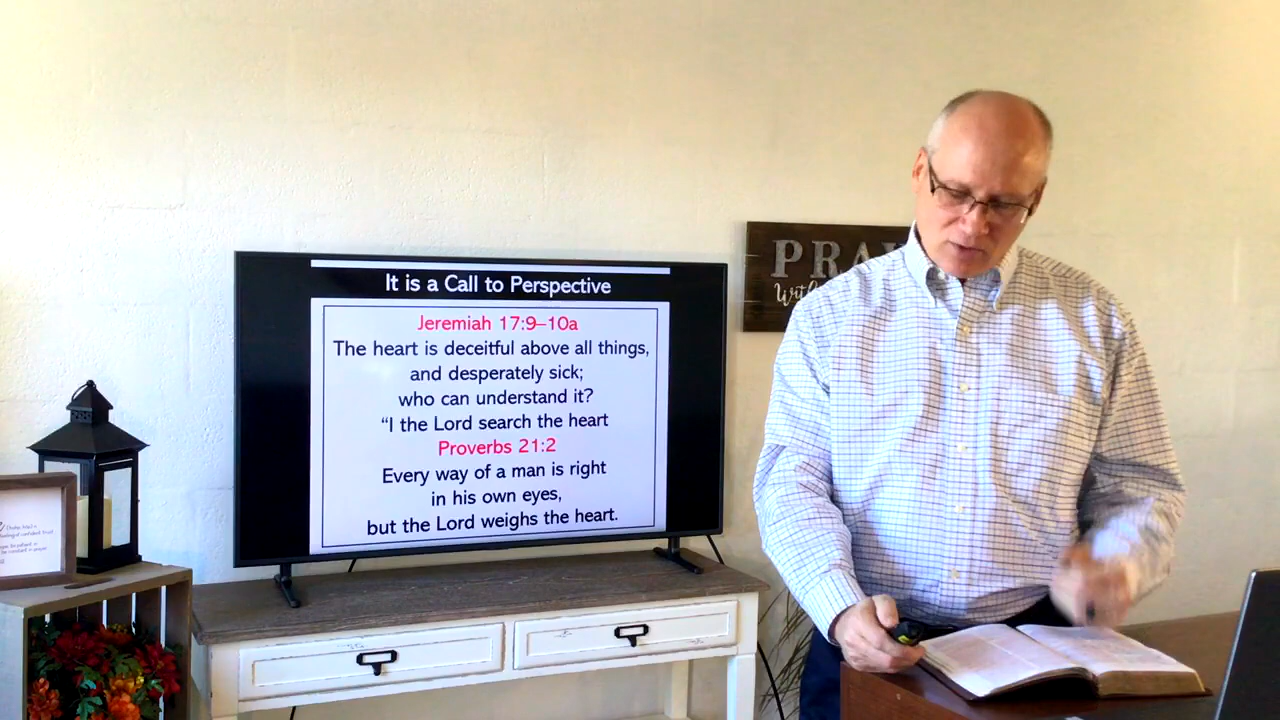 It is a Call to Perspective
Jeremiah 17:9–10a
The heart is deceitful above all things,
and desperately sick;
who can understand it?
“I the Lord search the heart
Proverbs 21:2
Every way of a man is right
in his own eyes,
but the Lord weighs the heart.
PRAY